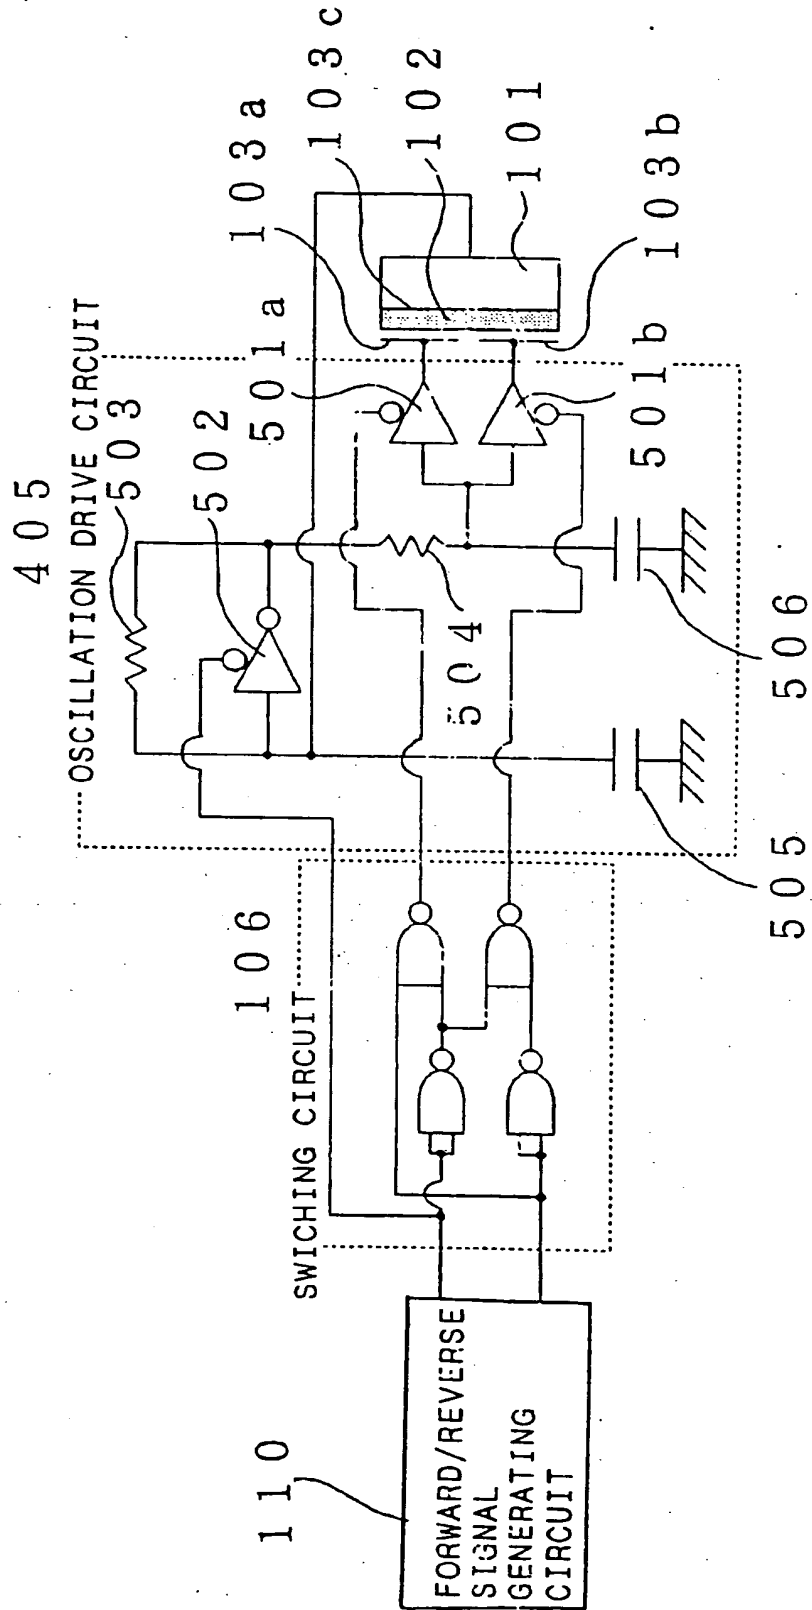 405
OSCILLATION DRIVE CIRCUIT
503
502
501a
103a
103c
102
101
103b
501b
504
506
505
106
SWICHING CIRCUIT
110
FORWARD/REVERSE
SIGNAL
GENERATING
CIRCUIT